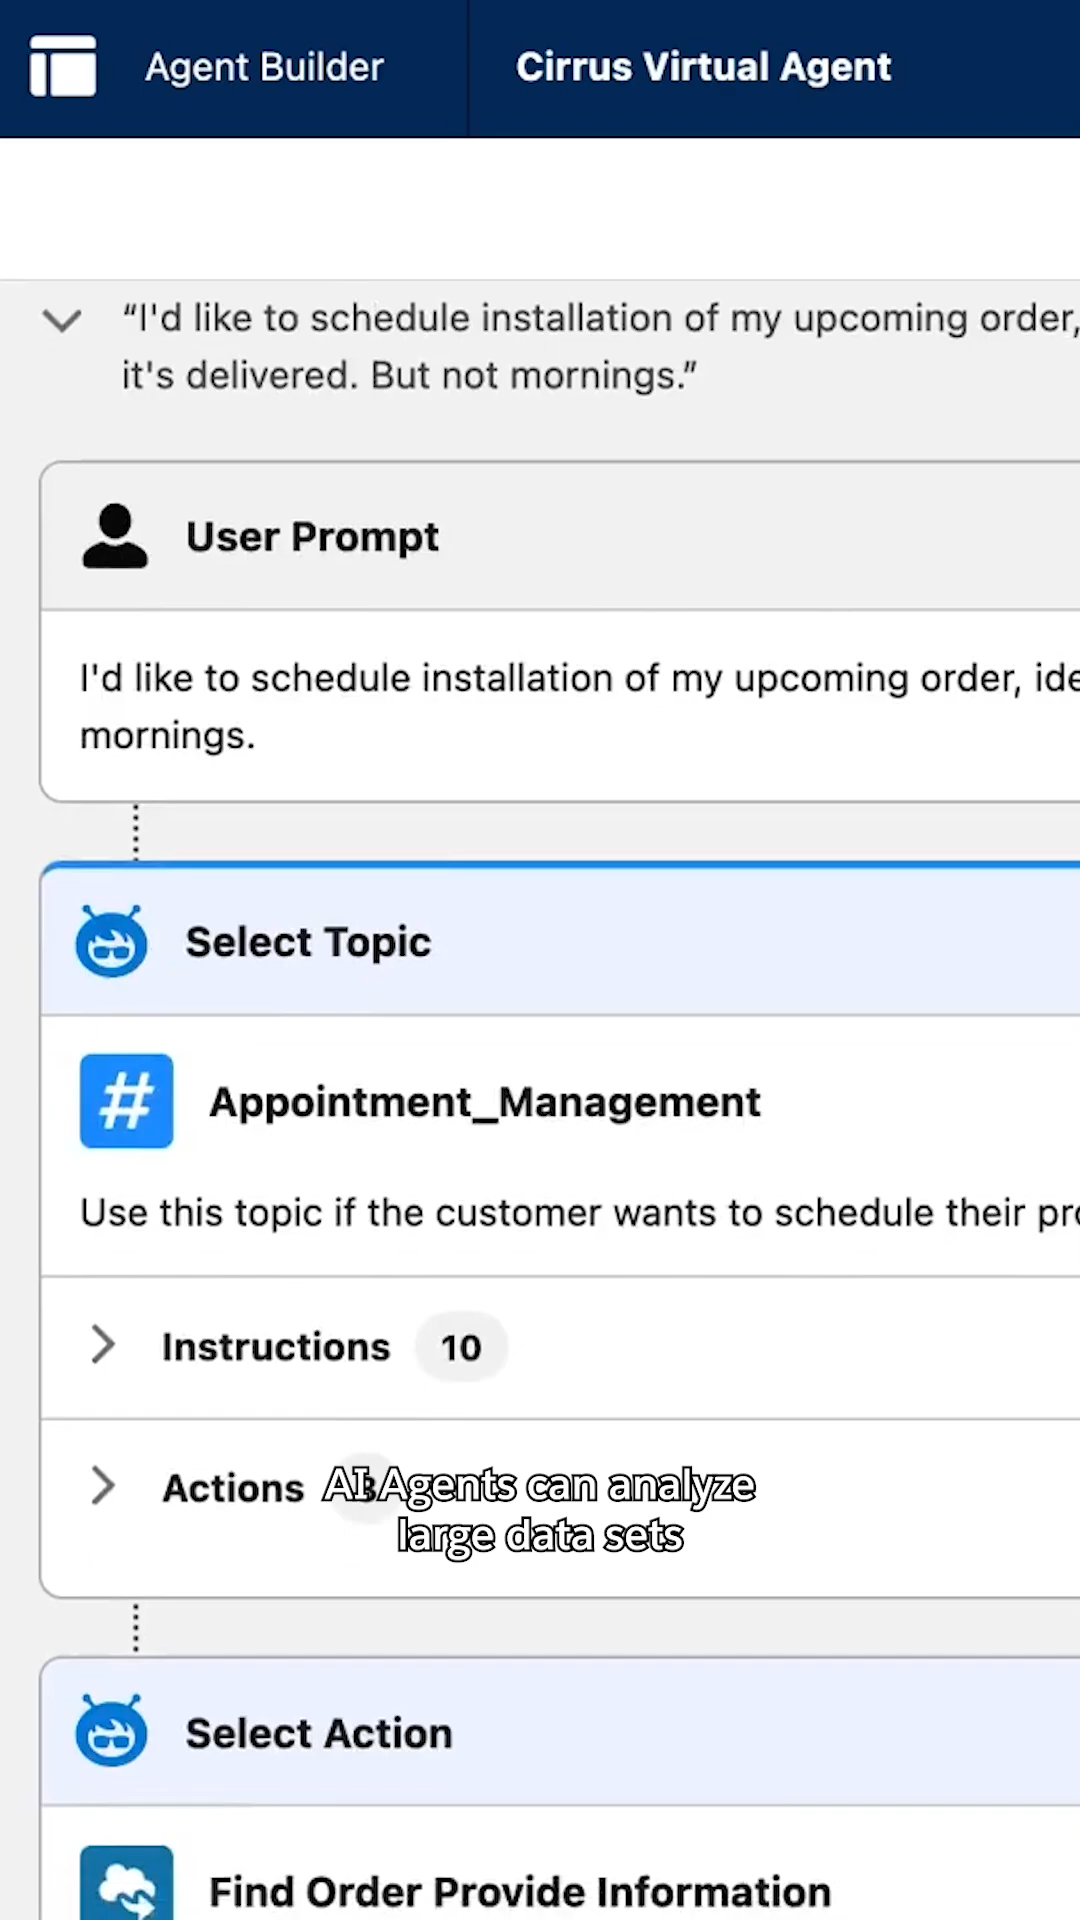 Agent Builder
Cirrus Virtual Agent
“I'd like to schedule installation of my upcoming order,
it's delivered. But not mornings.”
User Prompt
I'd like to schedule installation of my upcoming order, ide
mornings.
Select Topic
#
Appointment_Management
Use this topic if the customer wants to schedule their pro
Instructions 10
Actions 3
AI Agents can analyze
large data sets
Select Action
Find Order Provide Information